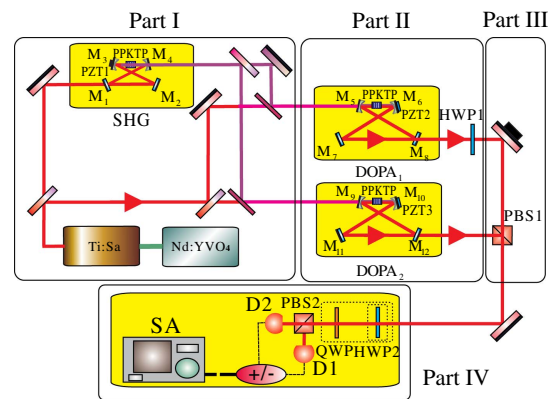 Part I
Part II
Part III
M3 PPKTP M4
PZT1
M1
M2
SHG
M5 PPKTP M6
PZT2
HWP1
M7
M8
DOPA1
M9 PPKTP M10
PZT3
PBS1
M11
M12
DOPA2
Ti:Sa
Nd:YVO4
SA
D2
PBS2
QWP
HWP2
D1
+/-
Part IV